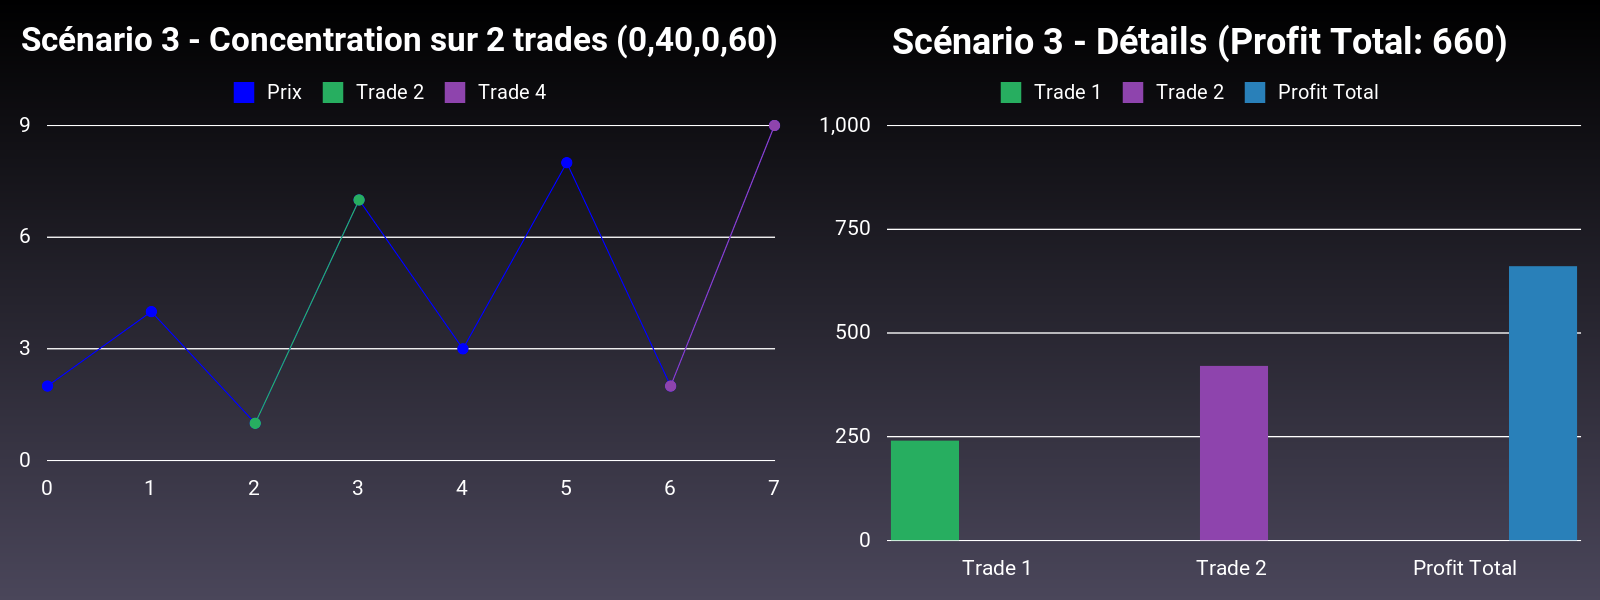 Scénario 3 - Concentration sur 2 trades (0,40,0,60)
Prix Trade 2 Trade 4
9
6
3
0
0 1 2 3 4 5 6 7
Scénario 3 - Détails (Profit Total: 660)
Trade 1 Trade 2 Profit Total
1,000
750
500
250
0
Trade 1 Trade 2 Profit Total